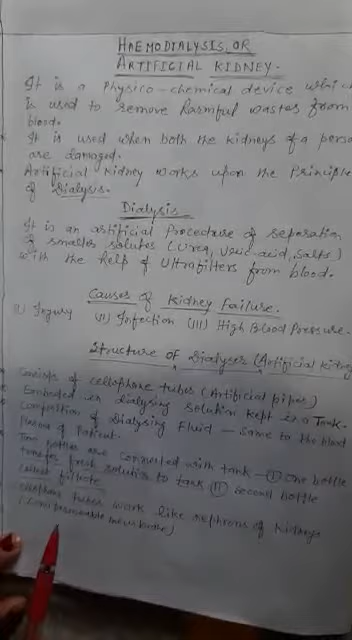 HAEMODIALYSIS OR
ARTIFICIAL KIDNEY.
It is a Physico-chemical device which
is used to remove harmful wastes from
blood.
It is used when both the kidneys of a perso
are damaged.
Artificial Kidney works upon the Principle
of Dialysis.
Dialysis
It is an artificial Procedure of seperation
of smaller solutes (Urea, Uric-acid, Salts)
with the help of Ultrafilters from blood.
Causes of Kidney Failure.
(I) Injury (II) Infection (III) High Blood Pressure.
Structure of Dialyser (Artificial Kidney
Consists of cellophane tubes (Artificial pipes)
in dialysing solution kept in a Tank.
Composition of Dialysing Fluid - same to the blood
Plasma of Patient.
Two bottles are connected with tank - (I) one bottle
transfer fresh solution to tank (II) second bottle
collect filtrate
cellophane tubes work like nephrons of kidneys